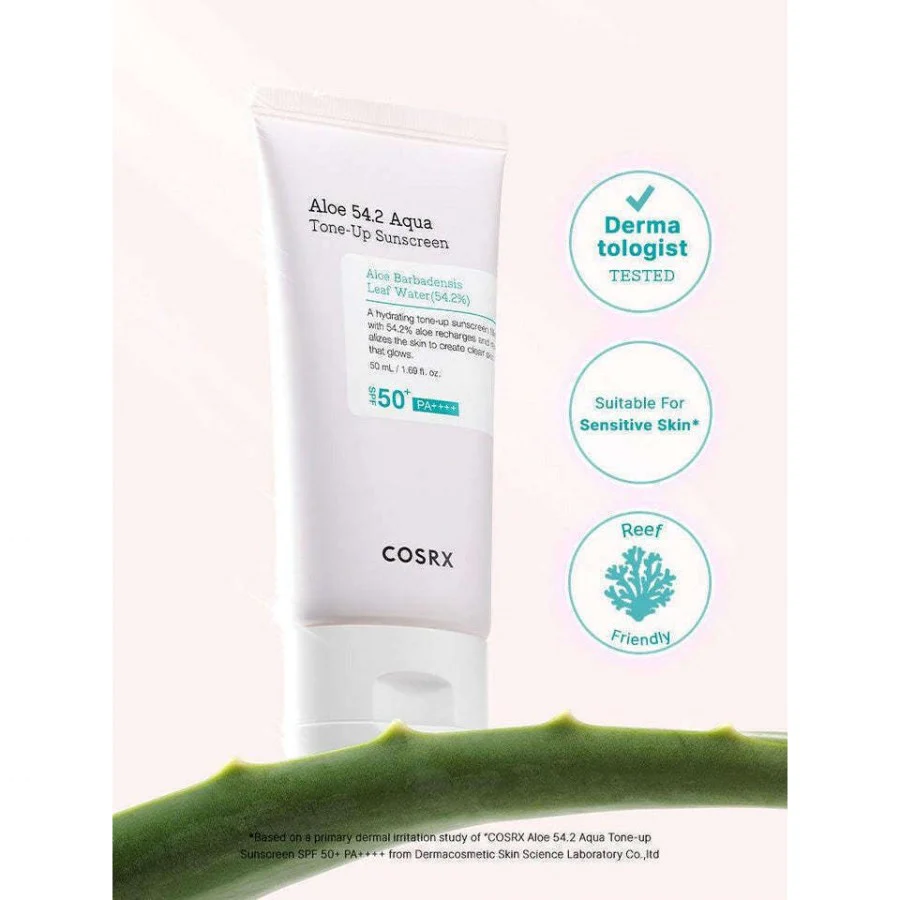 Aloe 54.2 Aqua
Tone-Up Sunscreen
Aloe Barbadensis
Leaf Water(54.2%)
A hydrating tone-up sunscreen
with 54.2% aloe recharges and
alizes the skin to create clear
that glows.
50 mL / 1.69 fl. oz.
SPF 50+ PA++++
COSRX
Derma
tologist
TESTED
Suitable For
Sensitive Skin*
Reef
Friendly
*Based on a primary dermal irritation study of "COSRX Aloe 54.2 Aqua Tone-up
Sunscreen SPF 50+ PA++++ from Dermacosmetic Skin Science Laboratory Co.,ltd